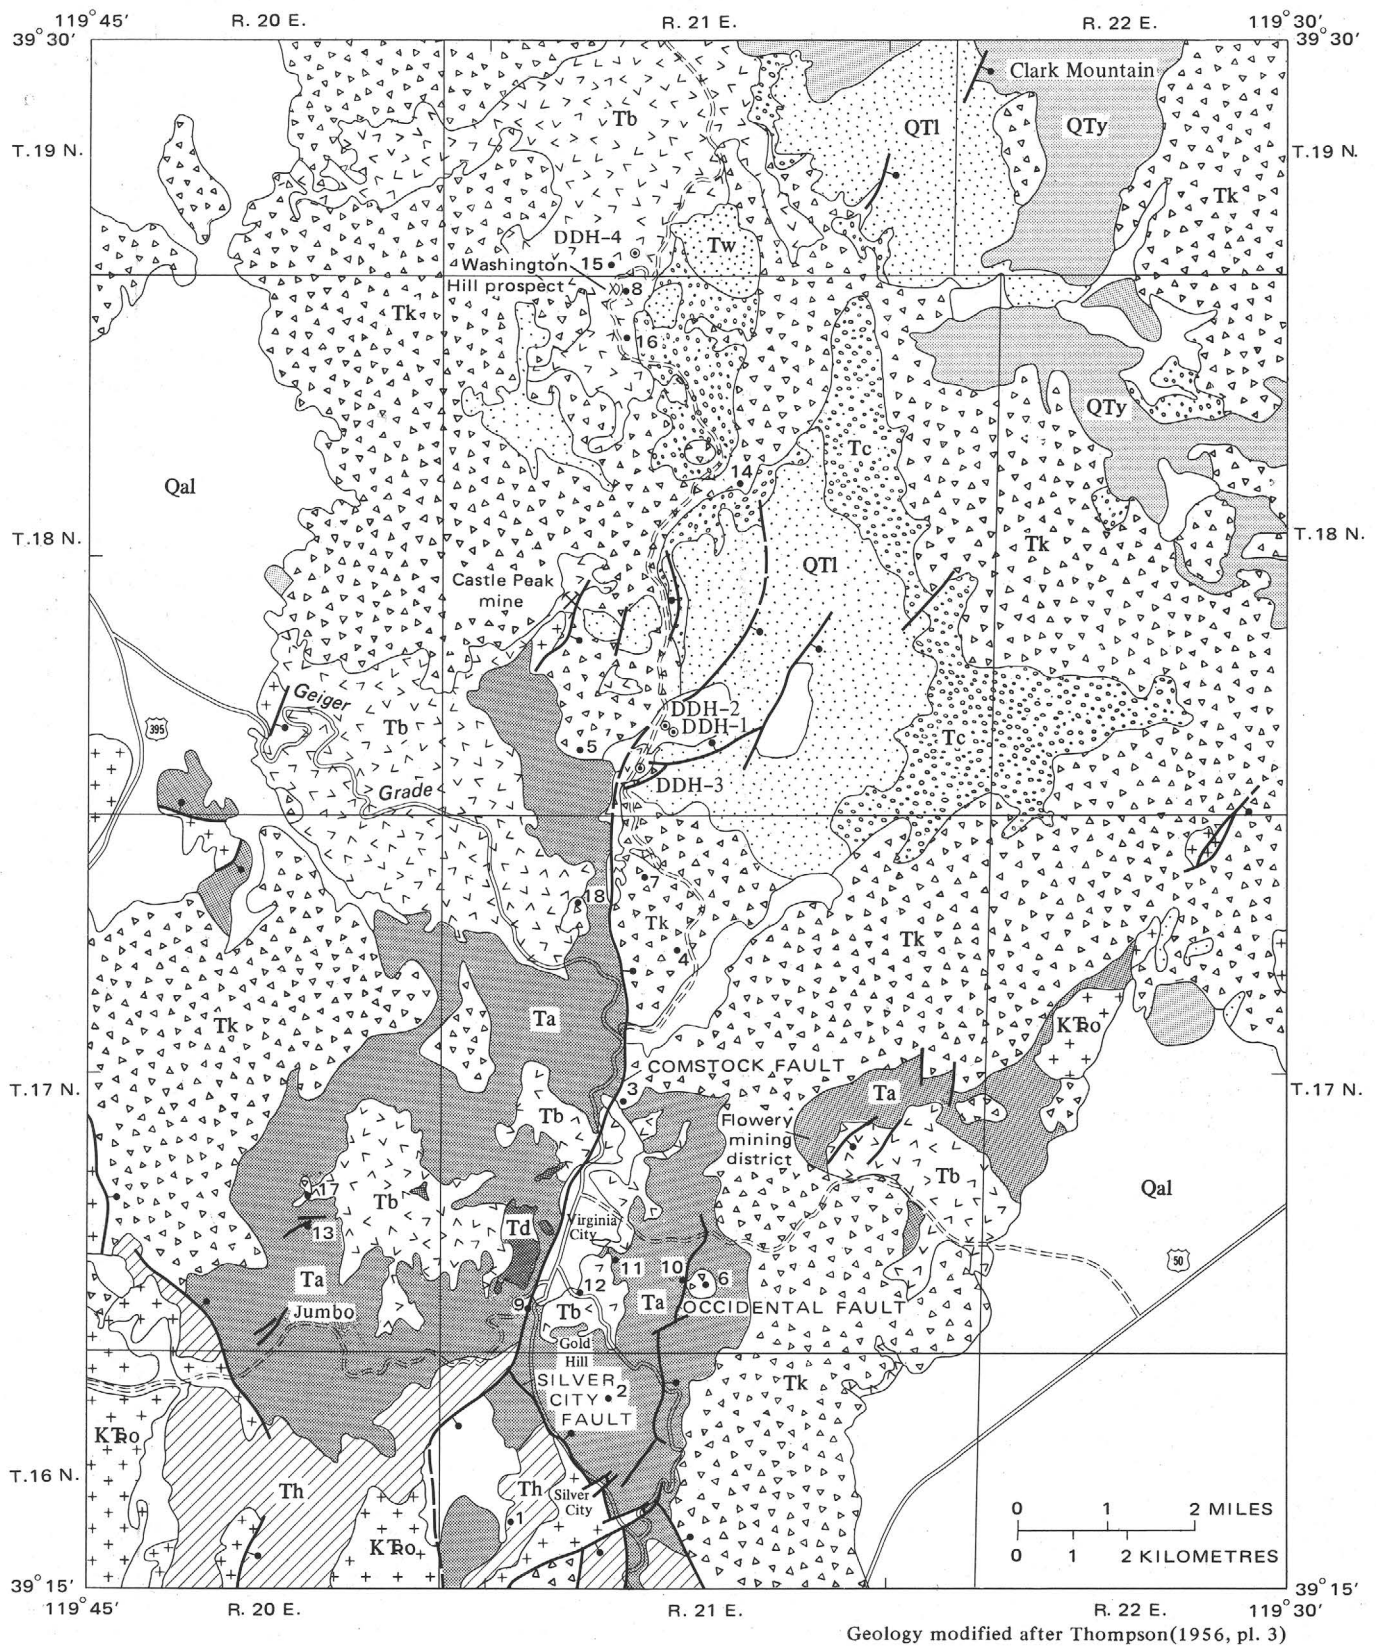 119°45′ R. 20 E. R. 21 E. R. 22 E. 119°30′
39°30′ 39°30′
Clark Mountain
Tb QTl QTy
T.19 N. T.19 N.
Tk
DDH-4
Tw
15
Washington
Hill prospect 8
Tk
16
QTy
Tc
14
Qal
T.18 N. T.18 N.
Tk
QTl
Castle Peak
mine
Geiger
DDH-2
DDH-1
395
Tb
Tc
5
DDH-3
Grade
7
18
Tk
Tk
4
Ta
Tk
KTRo
COMSTOCK FAULT
3
T.17 N. T.17 N.
Ta
Tb
Flowery
mining
district
Tb
17
Tb
Qal
Td
Virginia
City
13
50
11
10
6
Ta
12
9
Tb
Ta
OCCIDENTAL FAULT
Jumbo
Gold
Hill
SILVER
CITY
FAULT
2
Tk
KTRo
T.16 N.
Th
Th
Silver
City
1
0 1 2 MILES
0 1 2 KILOMETRES
KTRo
39°15′ 39°15′
119°45′ R. 20 E. R. 21 E. R. 22 E. 119°30′
Geology modified after Thompson(1956, pl. 3)